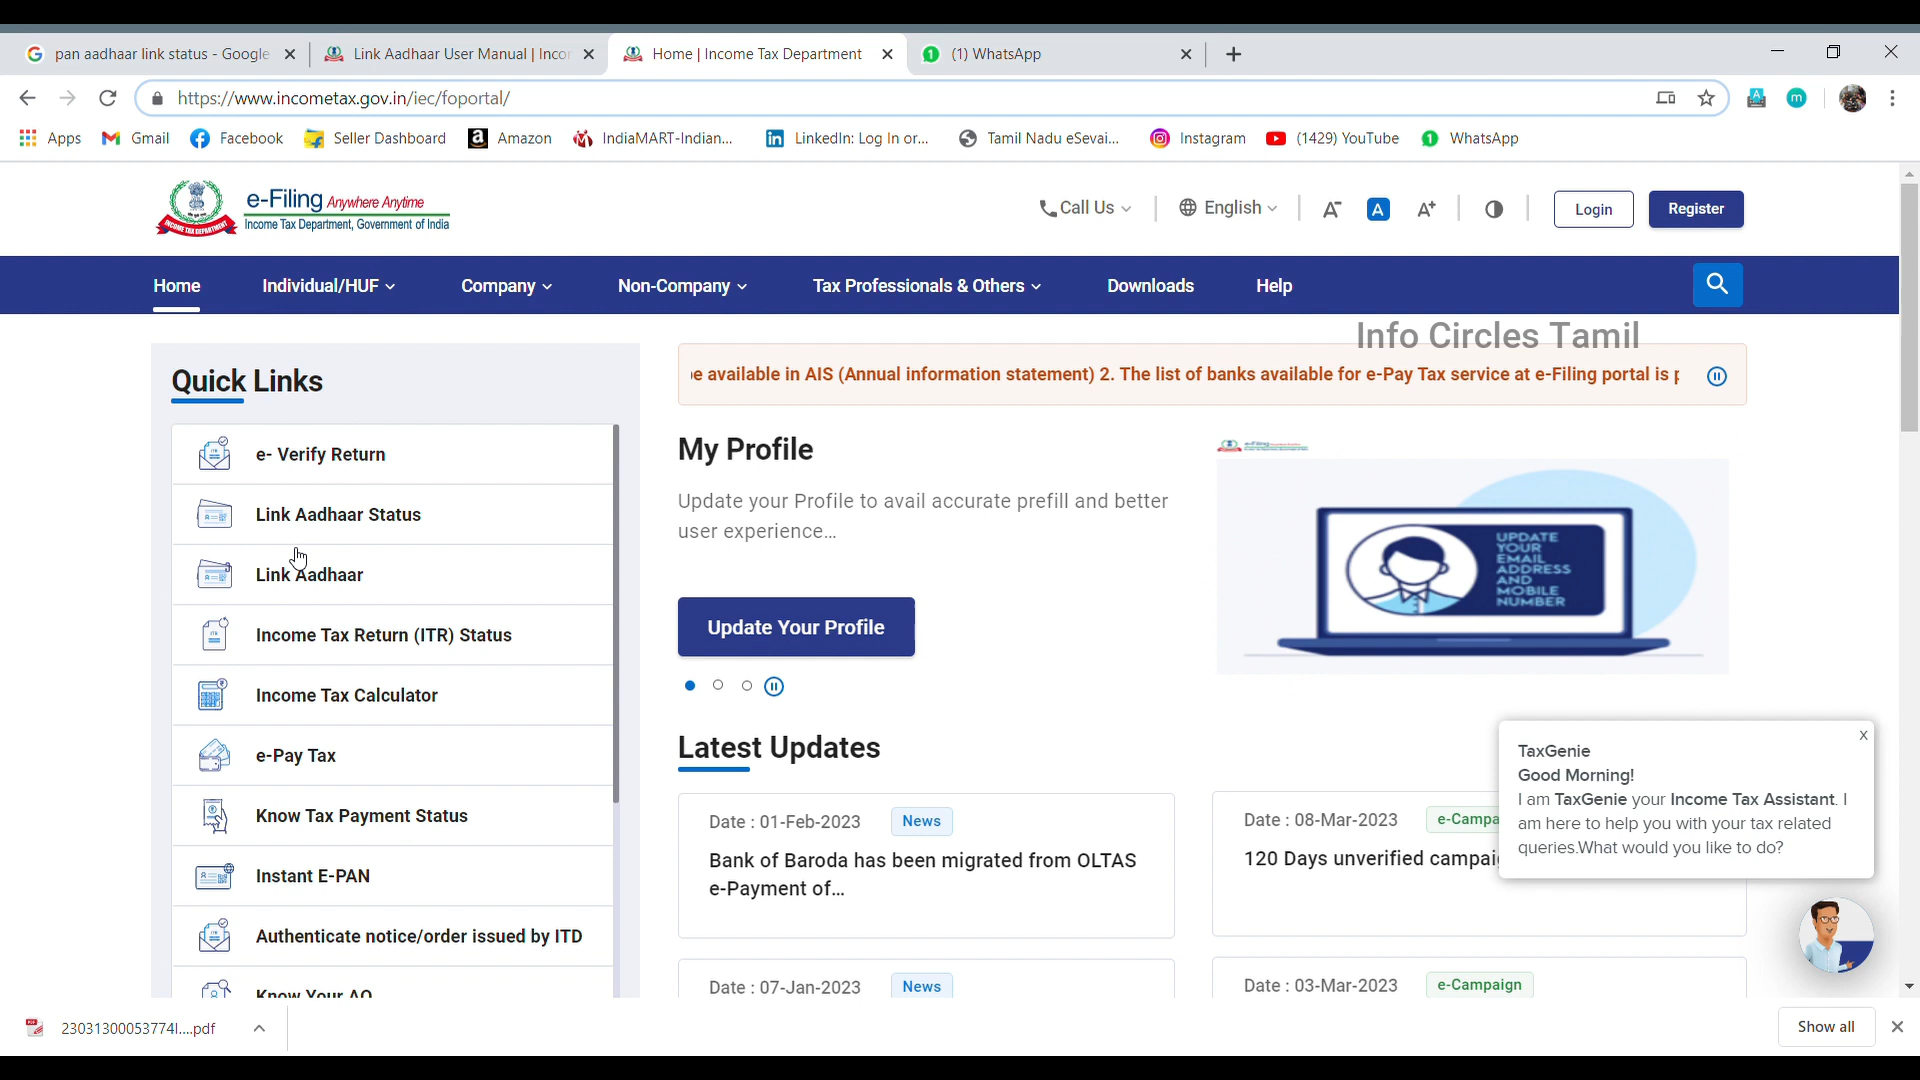 pan aadhaar link status - Google
Link Aadhaar User Manual | Incor
Home | Income Tax Department
(1) WhatsApp
https://www.incometax.gov.in/iec/foportal/
Apps
Gmail
Facebook
Seller Dashboard
Amazon
IndiaMART-Indian...
LinkedIn: Log In or...
Tamil Nadu eSevai...
Instagram
(1429) YouTube
WhatsApp
e-Filing Anywhere Anytime
Income Tax Department, Government of India
INCOME TAX DEPARTMENT
Call Us
English
A-
A
A+
Login
Register
Home
Individual/HUF
Company
Non-Company
Tax Professionals & Others
Downloads
Help
Info Circles Tamil
Quick Links
e available in AIS (Annual information statement) 2. The list of banks available for e-Pay Tax service at e-Filing portal is p
e- Verify Return
Link Aadhaar Status
Link Aadhaar
Income Tax Return (ITR) Status
Income Tax Calculator
e-Pay Tax
Know Tax Payment Status
Instant E-PAN
Authenticate notice/order issued by ITD
Know Your AO
My Profile
Update your Profile to avail accurate prefill and better
user experience...
Update Your Profile
UPDATE
YOUR
EMAIL
ADDRESS
AND
MOBILE
NUMBER
Latest Updates
Date : 01-Feb-2023
News
Bank of Baroda has been migrated from OLTAS
e-Payment of...
Date : 08-Mar-2023
e-Campa
120 Days unverified campai
Date : 07-Jan-2023
News
Date : 03-Mar-2023
e-Campaign
x
TaxGenie
Good Morning!
I am TaxGenie your Income Tax Assistant. I
am here to help you with your tax related
queries.What would you like to do?
23031300053774I....pdf
Show all